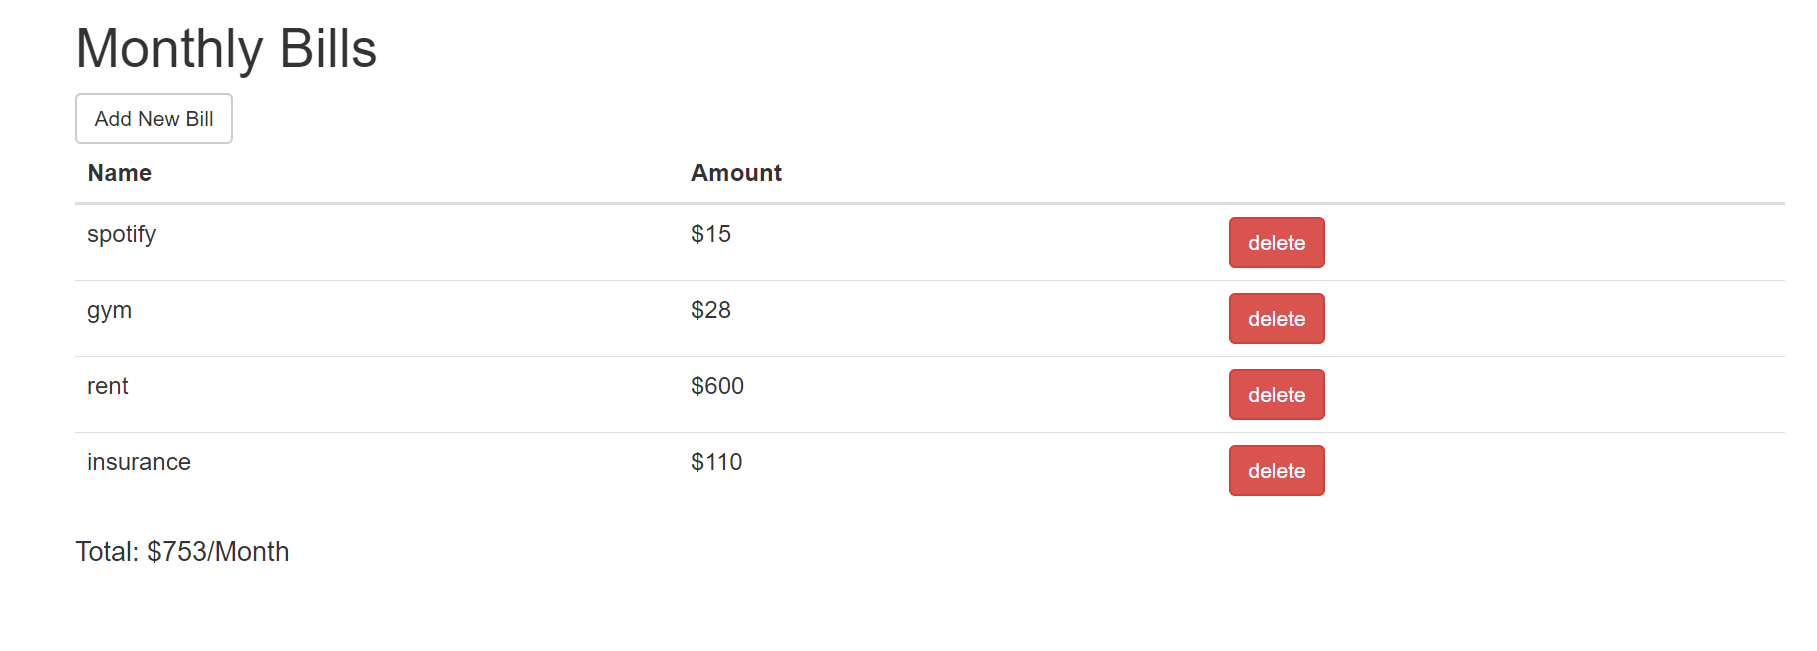 Monthly Bills
Add New Bill
Name Amount
spotify $15 delete
gym $28 delete
rent $600 delete
insurance $110 delete
Total: $753/Month